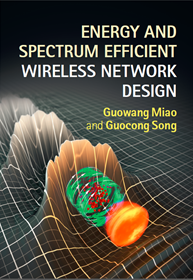 ENERGY AND
SPECTRUM EFFICIENT
WIRELESS NETWORK
DESIGN
Guowang Miao
and Guocong Song